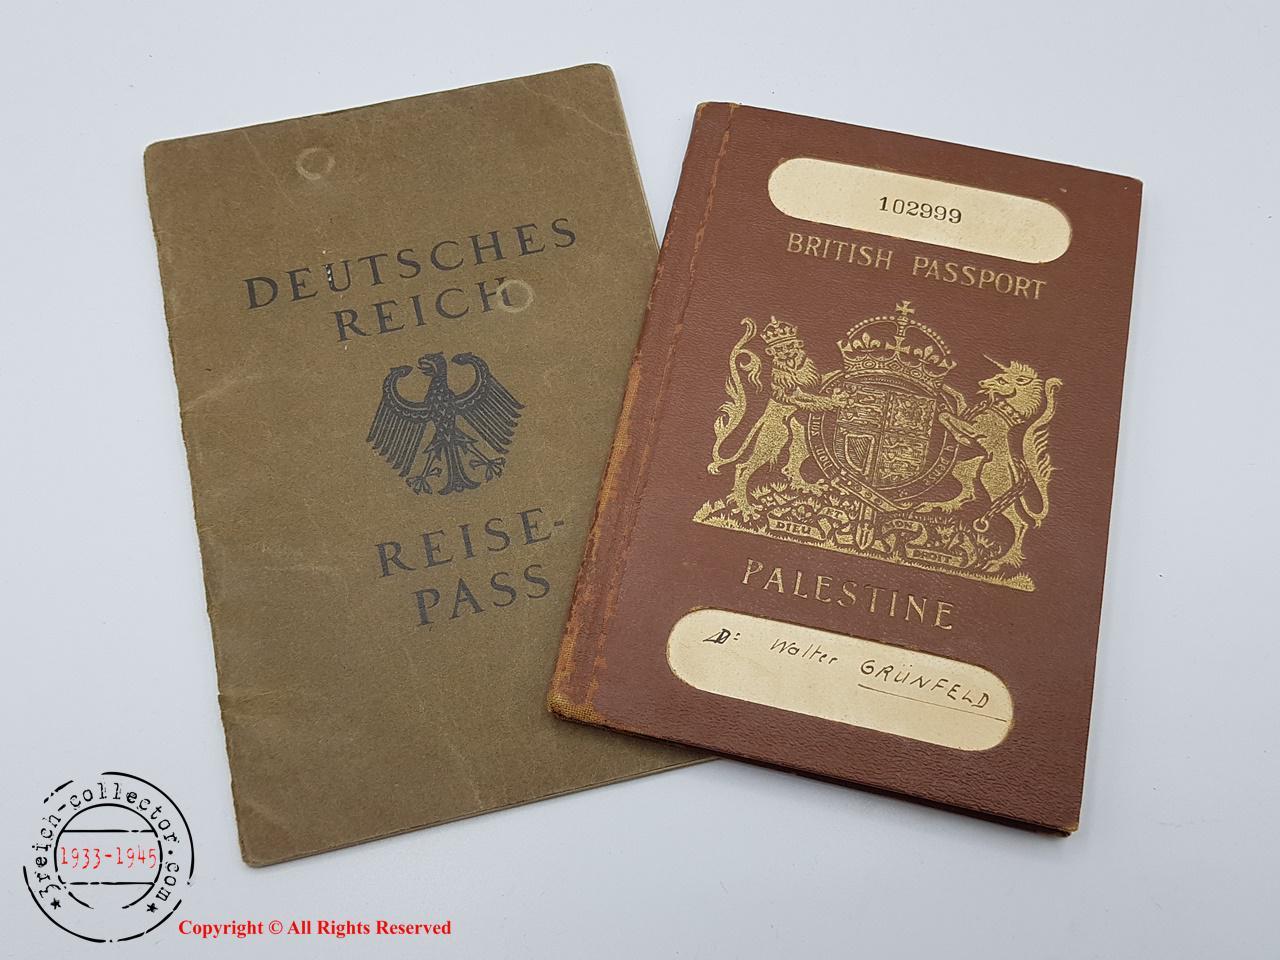 DEUTSCHES
REICH
REISE-
PASS
102999
BRITISH PASSPORT
DIEU ET MON DROIT
PALESTINE
Dr: Walter GRÜNFELD
3reich-collector.com
1933-1945
Copyright © All Rights Reserved